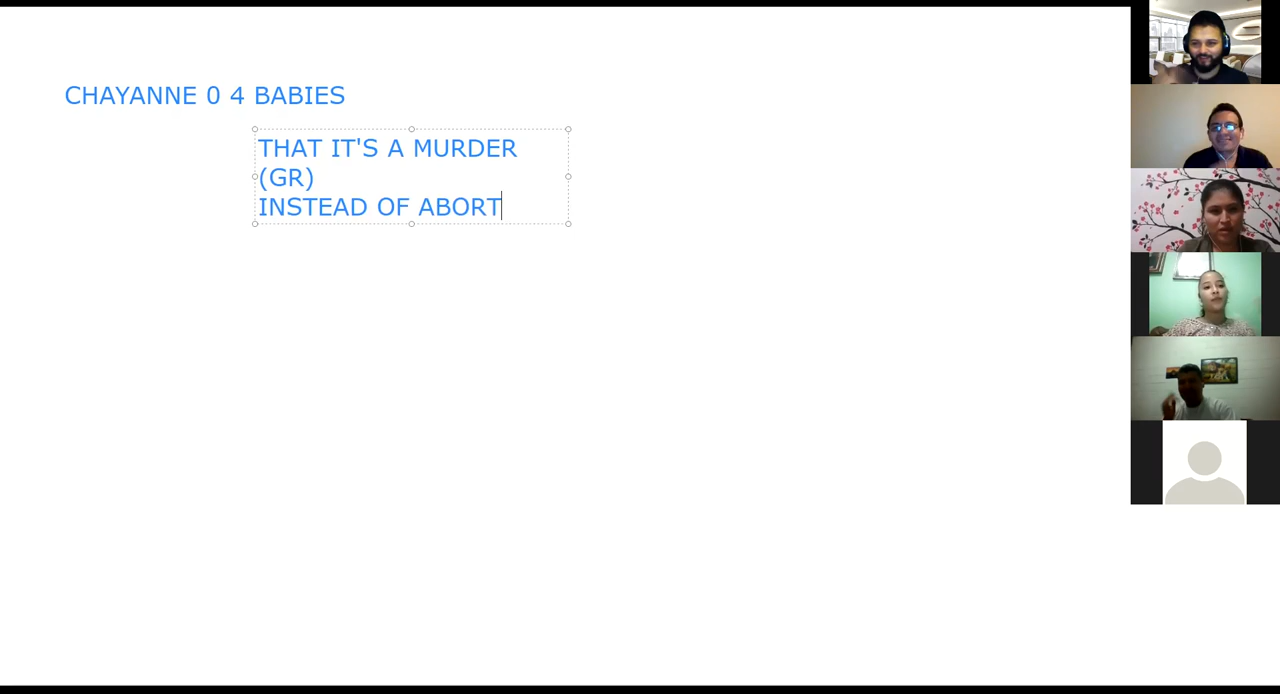 CHAYANNE 0 4 BABIES
THAT IT'S A MURDER
(GR)
INSTEAD OF ABORT